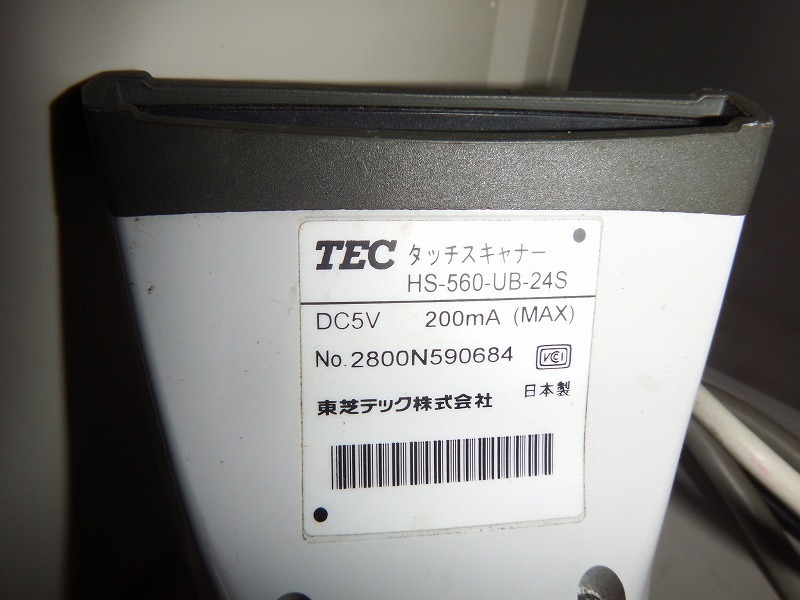 TEC タッチスキャナー
HS-560-UB-24S
DC5V 200mA (MAX)
No.2800N590684 VCCI
日本製
東芝テック株式会社